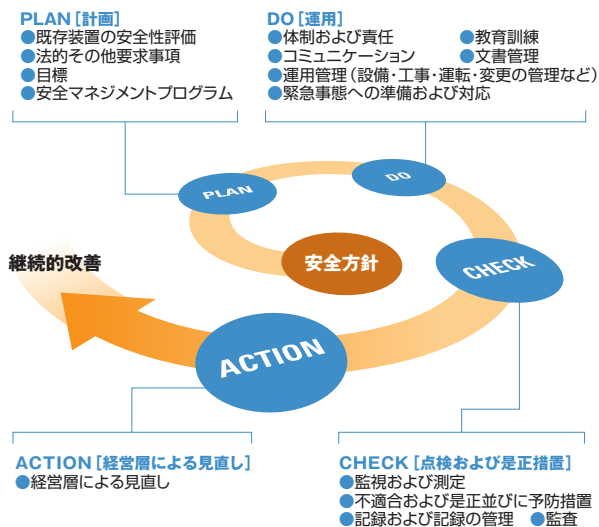 PLAN［計画］
●既存装置の安全性評価
●法的その他要求事項
●目標
●安全マネジメントプログラム
DO［運用］
●体制および責任 ●教育訓練
●コミュニケーション ●文書管理
●運用管理（設備・工事・運転・変更の管理など）
●緊急事態への準備および対応
PLAN
DO
安全方針
CHECK
継続的改善
ACTION
ACTION［経営層による見直し］
●経営層による見直し
CHECK［点検および是正措置］
●監視および測定
●不適合および是正並びに予防措置
●記録および記録の管理 ●監査